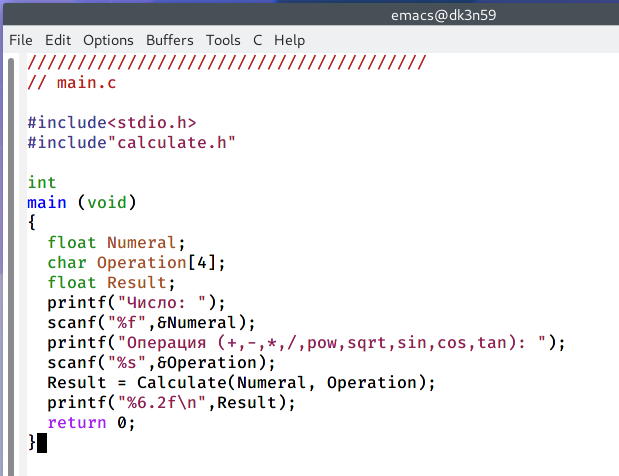 emacs@dk3n59
File Edit Options Buffers Tools C Help
////////////////////////////////////////
// main.c
#include<stdio.h>
#include"calculate.h"
int
main (void)
{
  float Numeral;
  char Operation[4];
  float Result;
  printf("Число: ");
  scanf("%f",&Numeral);
  printf("Операция (+,-,*,/,pow,sqrt,sin,cos,tan): ");
  scanf("%s",&Operation);
  Result = Calculate(Numeral, Operation);
  printf("%6.2f\n",Result);
  return 0;
}